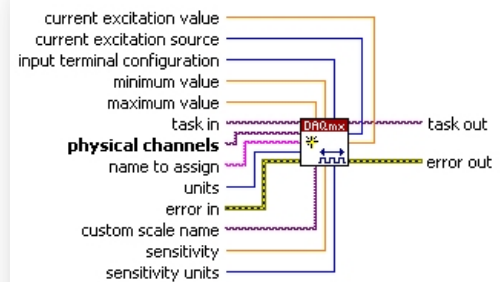 current excitation value
current excitation source
input terminal configuration
minimum value
maximum value
task in
DAQmx
task out
physical channels
name to assign
error out
units
error in
custom scale name
sensitivity
sensitivity units